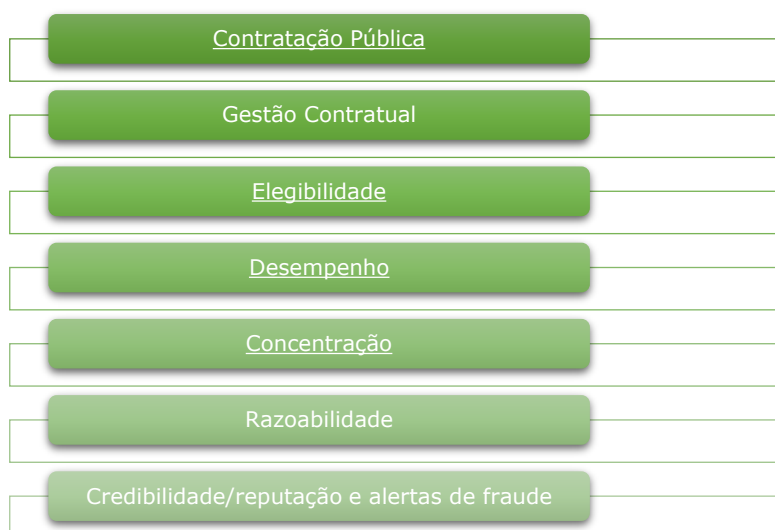 Contratação Pública
Gestão Contratual
Elegibilidade
Desempenho
Concentração
Razoabilidade
Credibilidade/reputação e alertas de fraude